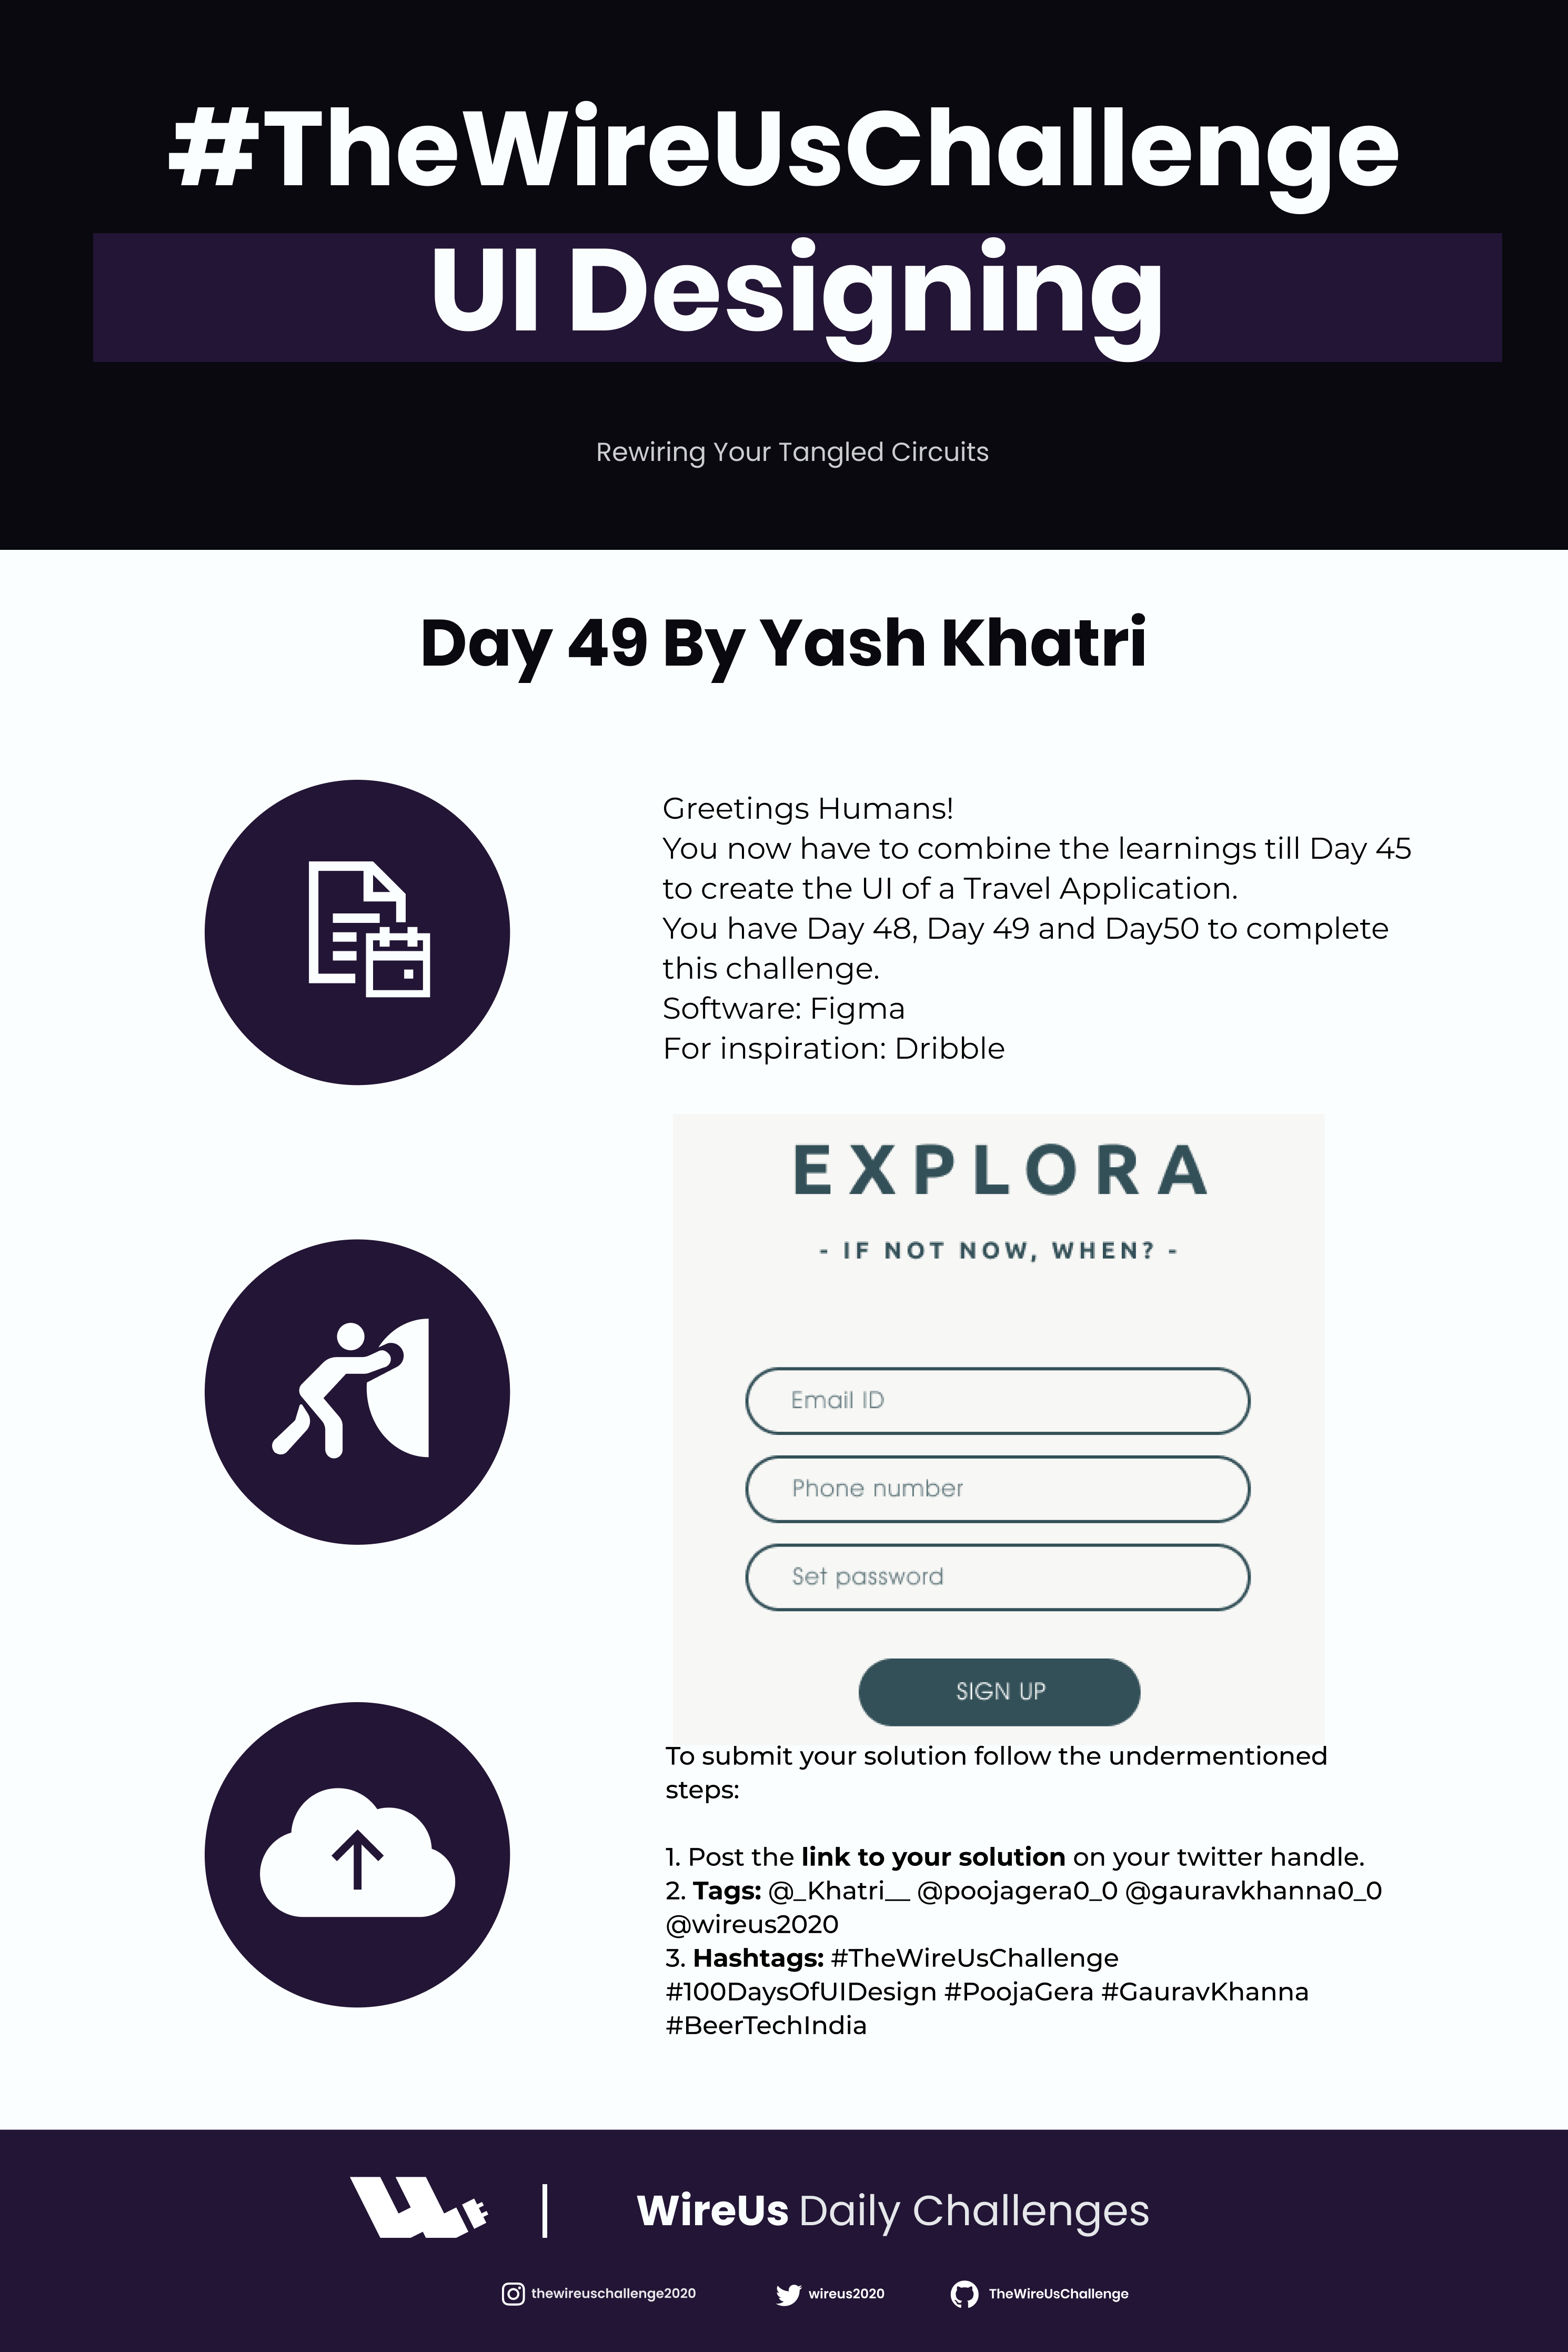 #TheWireUsChallenge
UI Designing
Rewiring Your Tangled Circuits
Day 49 By Yash Khatri
Greetings Humans!
You now have to combine the learnings till Day 45
to create the UI of a Travel Application.
You have Day 48, Day 49 and Day50 to complete
this challenge.
Software: Figma
For inspiration: Dribble
EXPLORA
- IF NOT NOW, WHEN? -
Email ID
Phone number
Set password
SIGN UP
To submit your solution follow the undermentioned
steps:
1. Post the link to your solution on your twitter handle.
2. Tags: @_Khatri__ @poojagera0_0 @gauravkhanna0_0
@wireus2020
3. Hashtags: #TheWireUsChallenge
#100DaysOfUIDesign #PoojaGera #GauravKhanna
#BeerTechIndia
WireUs Daily Challenges
thewireuschallenge2020 wireus2020 TheWireUsChallenge